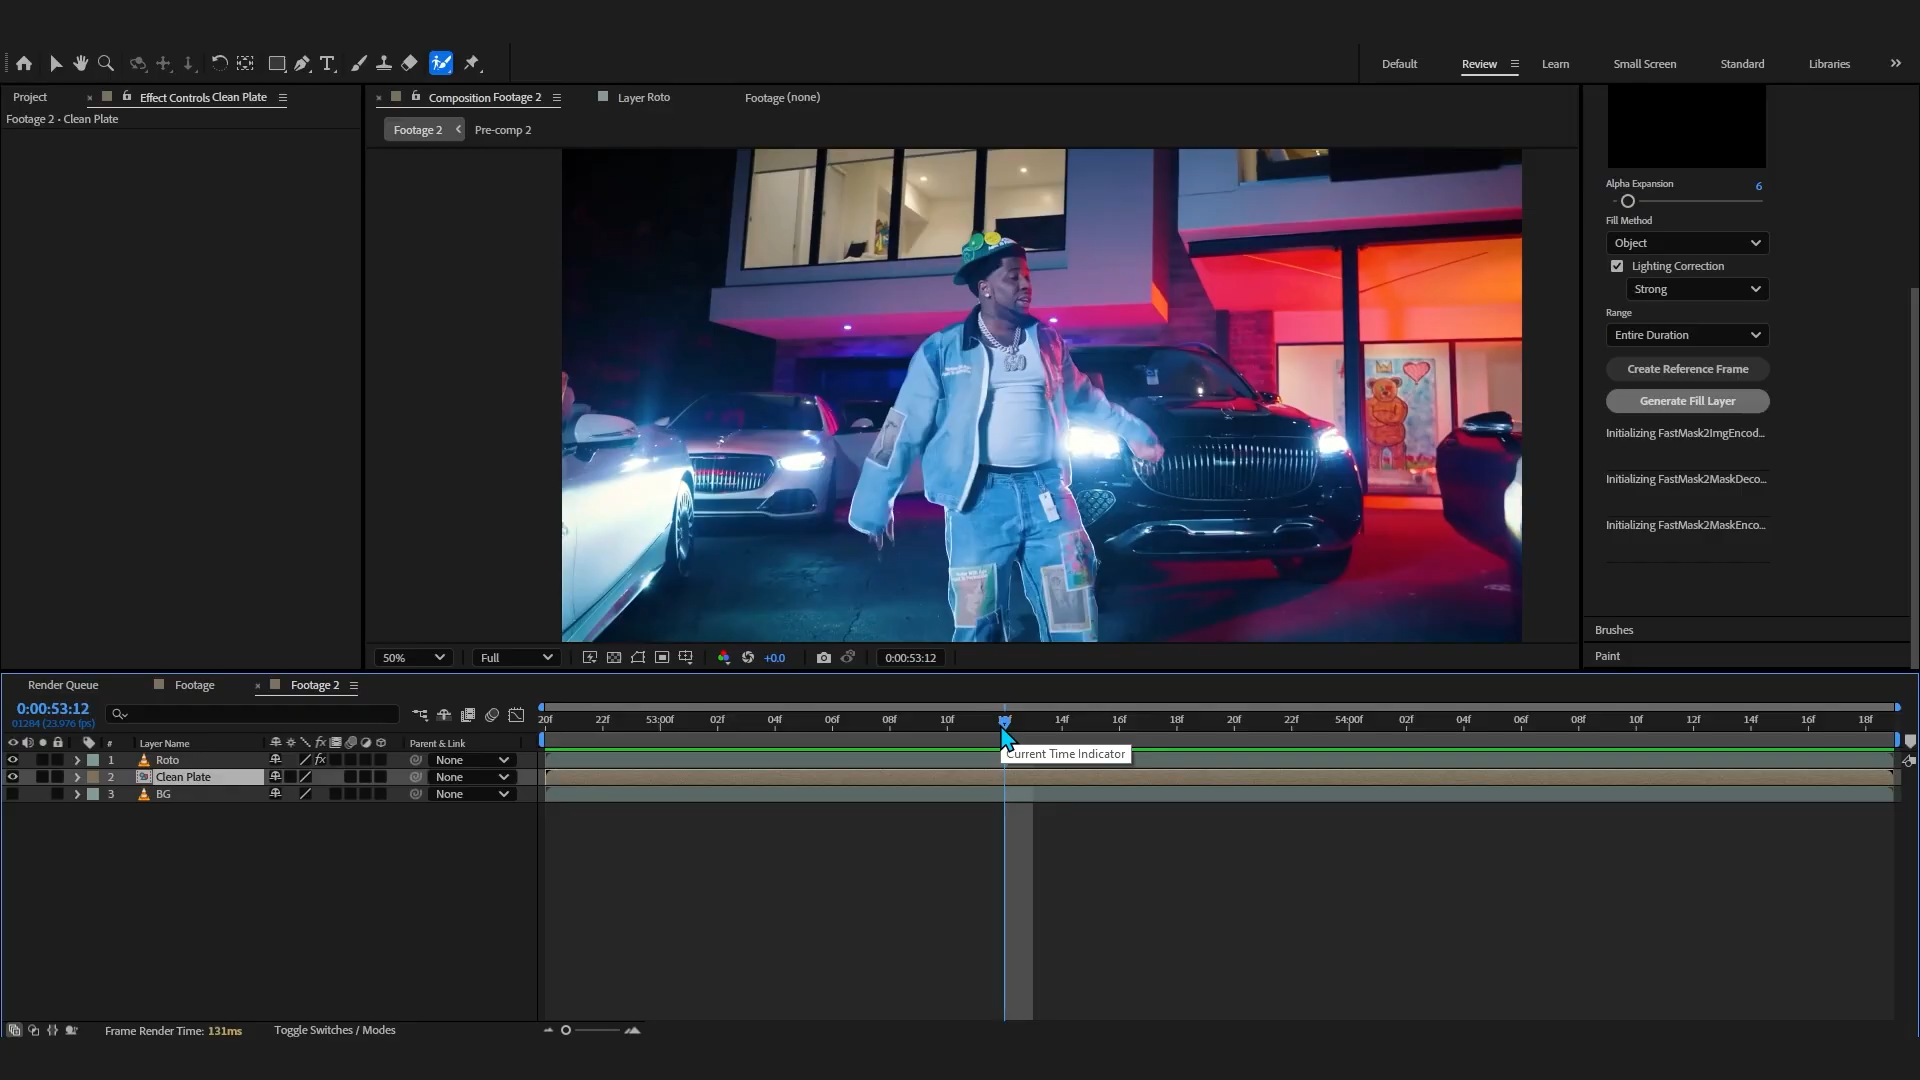 Default
Review
Learn
Small Screen
Standard
Libraries
Project
Effect Controls Clean Plate
Composition Footage 2
Layer Roto
Footage (none)
Footage 2 • Clean Plate
Footage 2
Pre-comp 2
Alpha Expansion
6
Fill Method
Object
Lighting Correction
Strong
Range
Entire Duration
Create Reference Frame
Generate Fill Layer
Initializing FastMask2ImgEncod...
Initializing FastMask2MaskDeco...
Initializing FastMask2MaskEnco...
Brushes
Paint
50%
Full
+0.0
0:00:53:12
Render Queue
Footage
Footage 2
0:00:53:12
01284 (23.976 fps)
20f 22f 53:00f 02f 04f 06f 08f 10f 14f 16f 18f 20f 22f 54:00f 02f 04f 06f 08f 10f 12f 14f 16f 18f
# Layer Name
fx
Parent & Link
1 Roto fx None
2 Clean Plate None
3 BG None
Current Time Indicator
Frame Render Time: 131ms
Toggle Switches / Modes